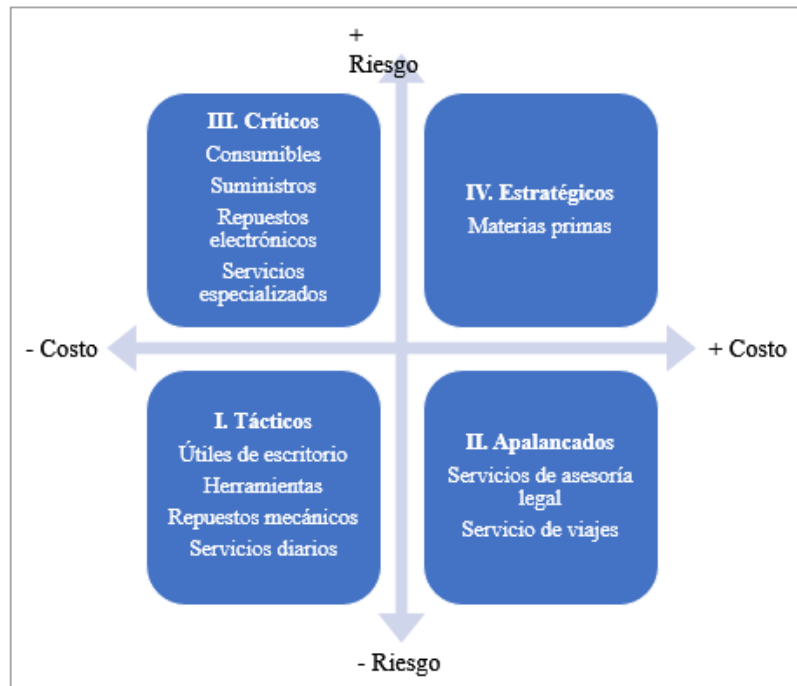 +
Riesgo
III. Críticos
Consumibles
Suministros
Repuestos
electrónicos
Servicios
especializados
IV. Estratégicos
Materias primas
- Costo
+ Costo
I. Tácticos
Útiles de escritorio
Herramientas
Repuestos mecánicos
Servicios diarios
II. Apalancados
Servicios de asesoría
legal
Servicio de viajes
- Riesgo